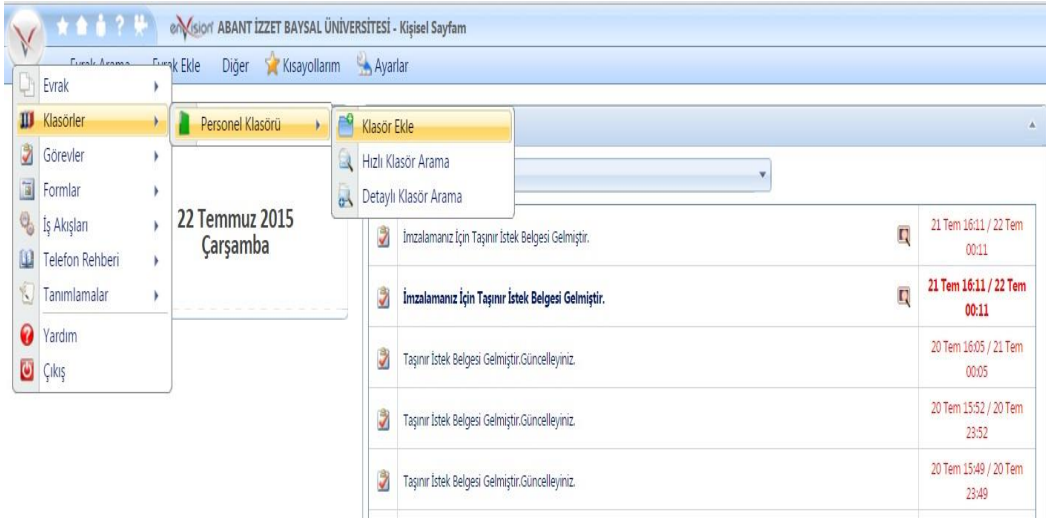 enVision ABANT İZZET BAYSAL ÜNİVERSİTESİ - Kişisel Sayfam
Evrak Arama Evrak Ekle Diğer Kısayollarım Ayarlar
Evrak
Klasörler
Görevler
Formlar
İş Akışları
Telefon Rehberi
Tanımlamalar
Yardım
Çıkış
Personel Klasörü
Klasör Ekle
Hızlı Klasör Arama
Detaylı Klasör Arama
22 Temmuz 2015
Çarşamba
İmzalamanız İçin Taşınır İstek Belgesi Gelmiştir.
21 Tem 16:11 / 22 Tem
00:11
İmzalamanız İçin Taşınır İstek Belgesi Gelmiştir.
21 Tem 16:11 / 22 Tem
00:11
Taşınır İstek Belgesi Gelmiştir.Güncelleyiniz.
20 Tem 16:05 / 21 Tem
00:05
Taşınır İstek Belgesi Gelmiştir.Güncelleyiniz.
20 Tem 15:52 / 20 Tem
23:52
Taşınır İstek Belgesi Gelmiştir.Güncelleyiniz.
20 Tem 15:49 / 20 Tem
23:49